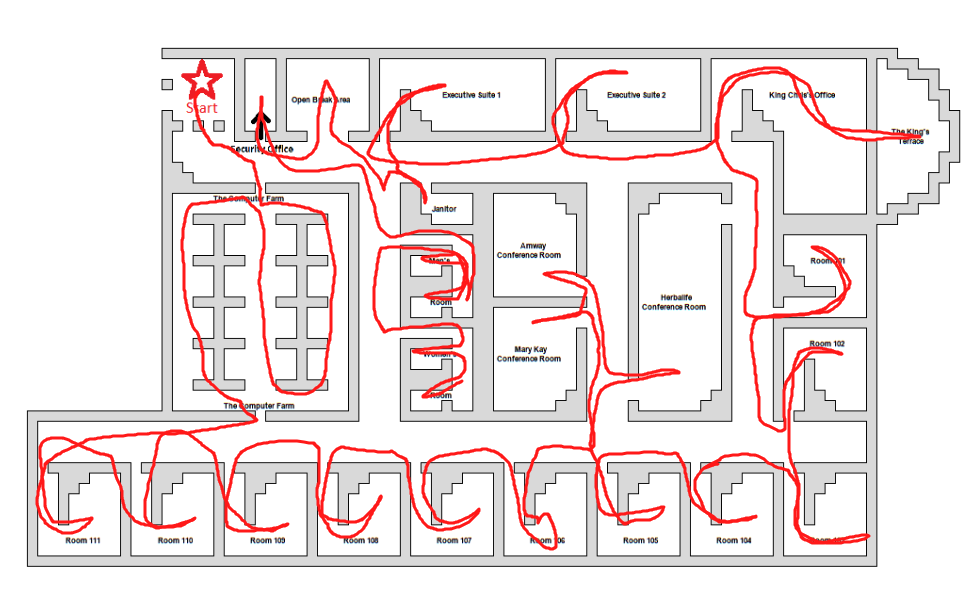 Start
Open Break Area
Executive Suite 1
Executive Suite 2
King Chris's Office
The King's
Terrace
Security Office
The Computer Farm
Janitor
Men's
Room
Amway
Conference Room
Herbalife
Conference Room
Room 101
Women's
Room
Mary Kay
Conference Room
Room 102
The Computer Farm
Room 111
Room 110
Room 109
Room 108
Room 107
Room 106
Room 105
Room 104
Room 103